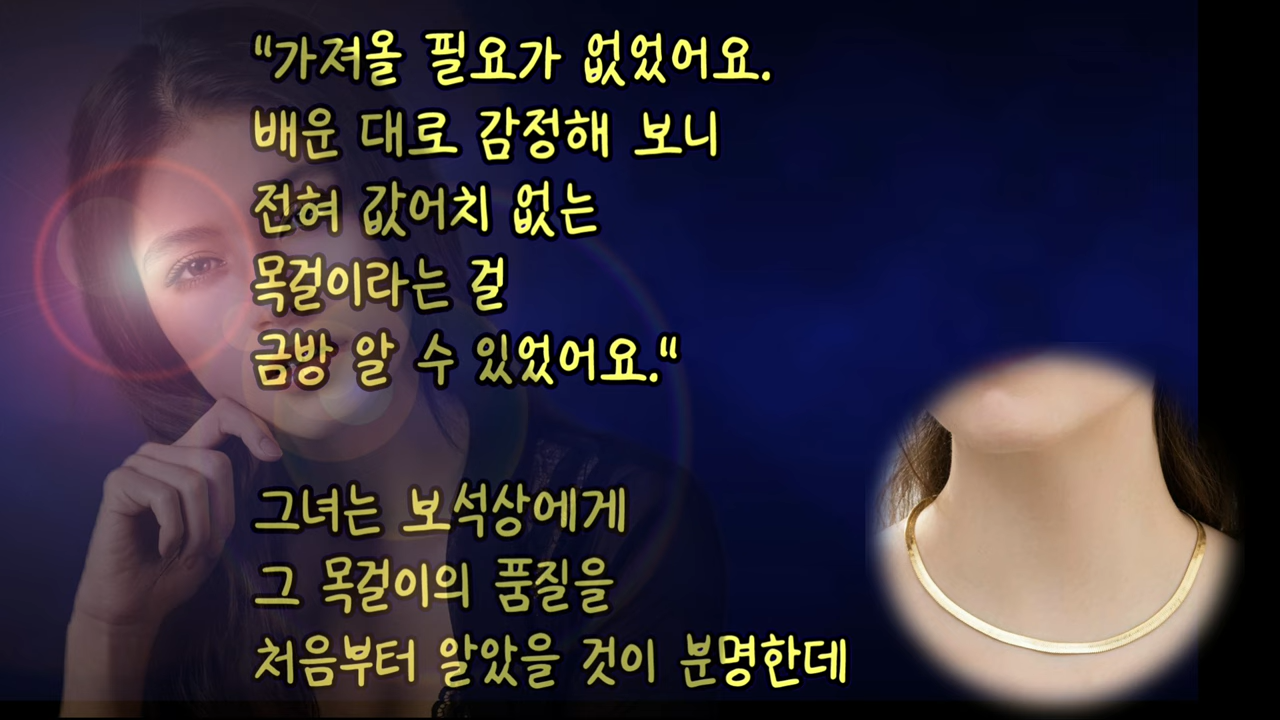 "가져올 필요가 없었어요.
배운 대로 감정해 보니
전혀 값어치 없는
목걸이라는 걸
금방 알 수 있었어요."
그녀는 보석상에게
그 목걸이의 품질을
처음부터 알았을 것이 분명한데